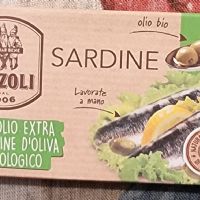 olio bio
SARDINE
ZOLI
906
Lavorate
a mano
OLIO EXTRA
INE D'OLIVA
OLOGICO